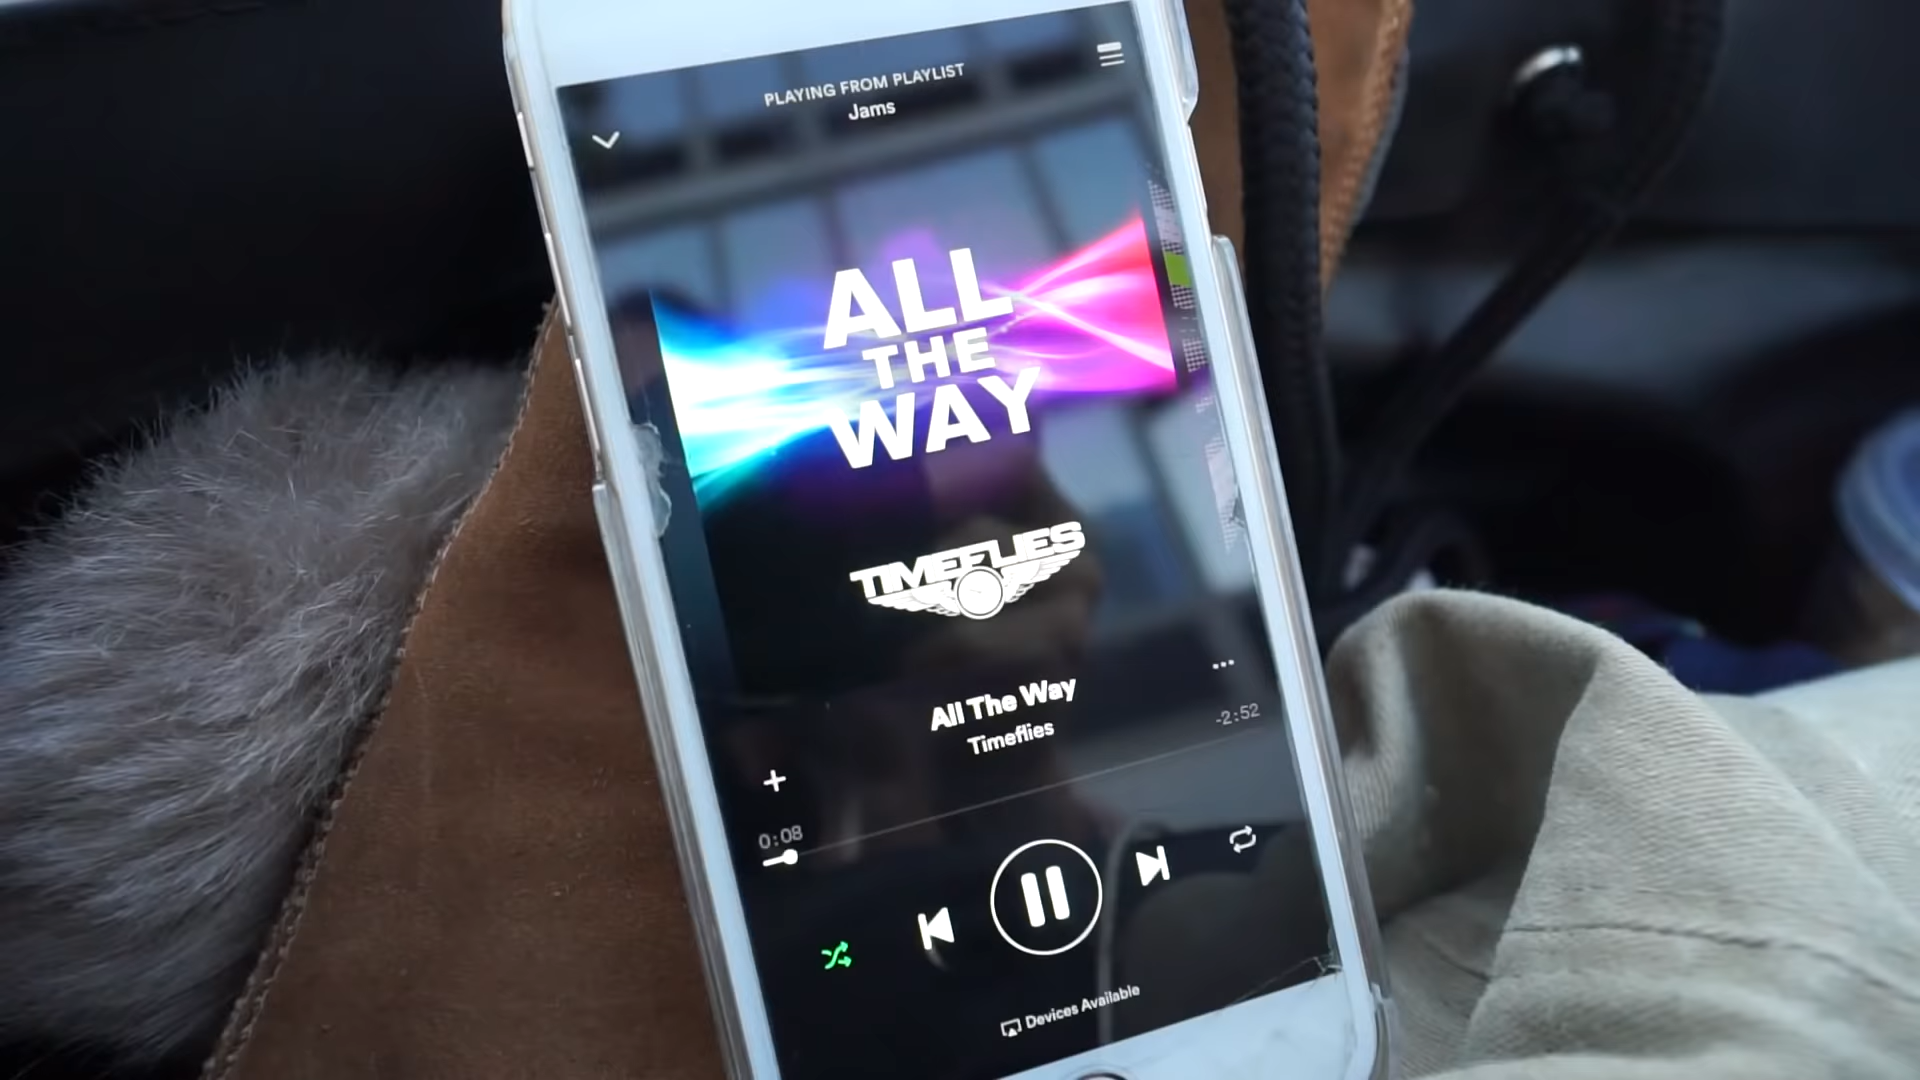 PLAYING FROM PLAYLIST
Jams
ALL
THE
WAY
TIMEFLIES
All The Way
Timeflies
0:08
-2:52
Devices Available